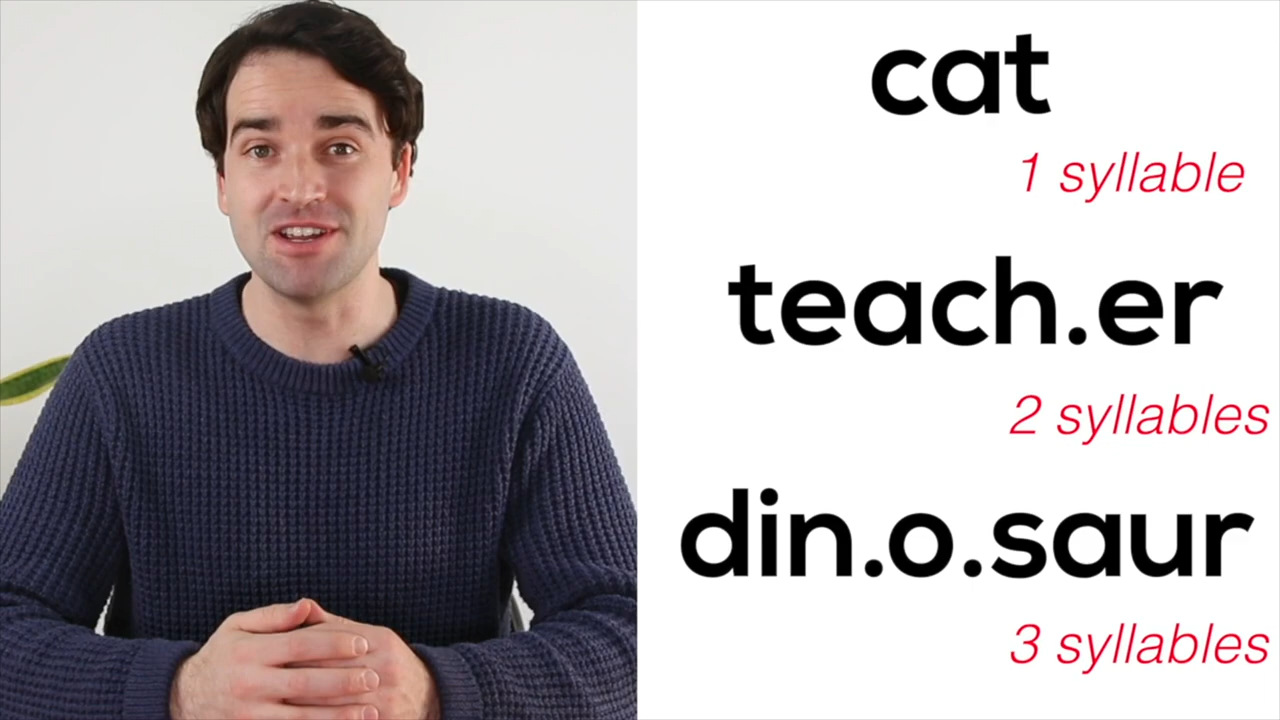 cat
1 syllable
teach.er
2 syllables
din.o.saur
3 syllables